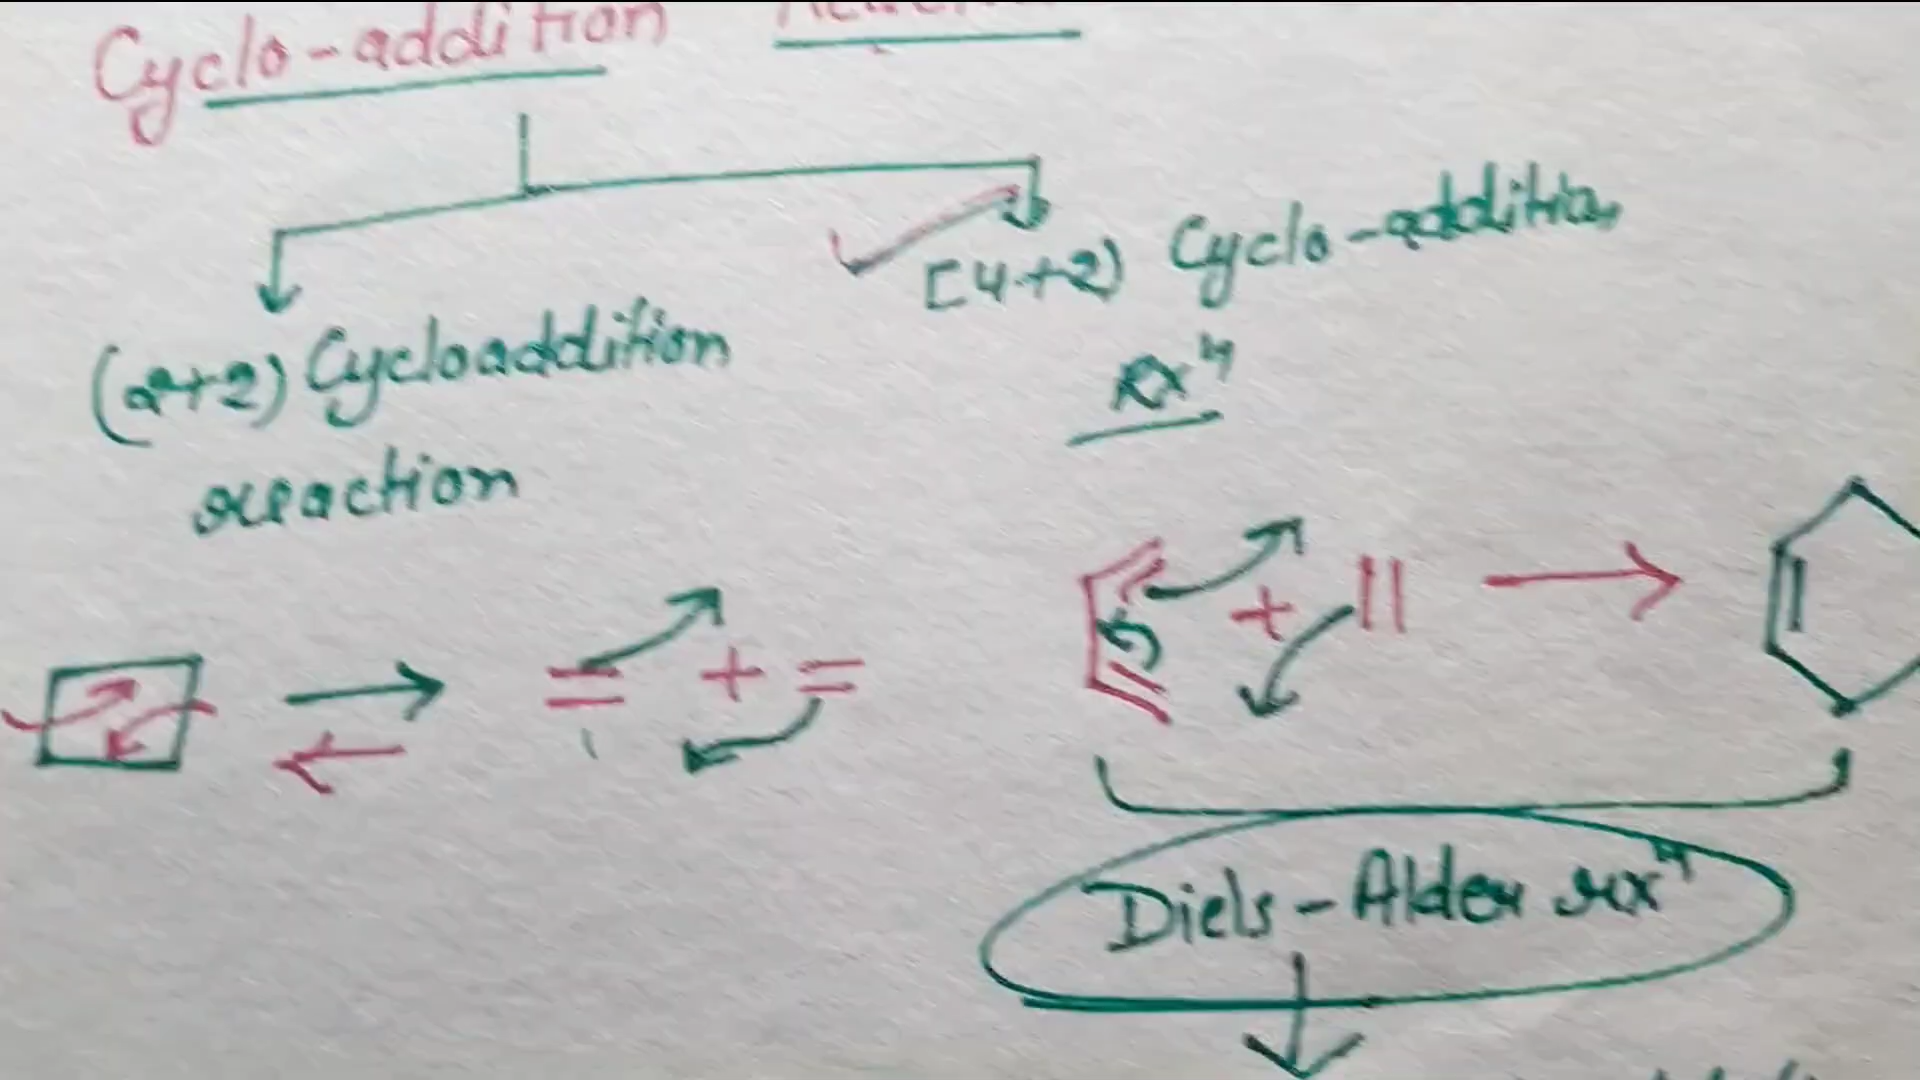 Cyclo-addition
(2+2) Cycloaddition
reaction
[4+2) Cyclo-addition
Rxⁿ
+
+
Diels-Alder rxⁿ